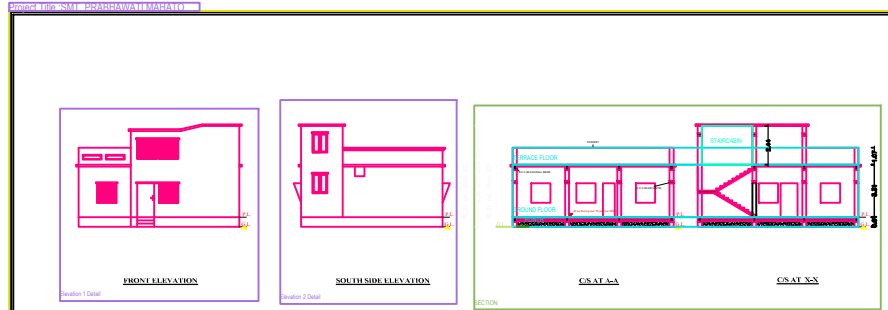 Project Title :SMT. PRABHAWATI MAHATO
STAIRCABIN
TERRACE FLOOR
GROUND FLOOR
P.L.
G.L.
P.L.
G.L.
P.L.
G.L.
P.L.
G.L.
FRONT ELEVATION
SOUTH SIDE ELEVATION
C/S AT A-A
C/S AT X-X
Elevation 1 Detail
Elevation 2 Detail
SECTION